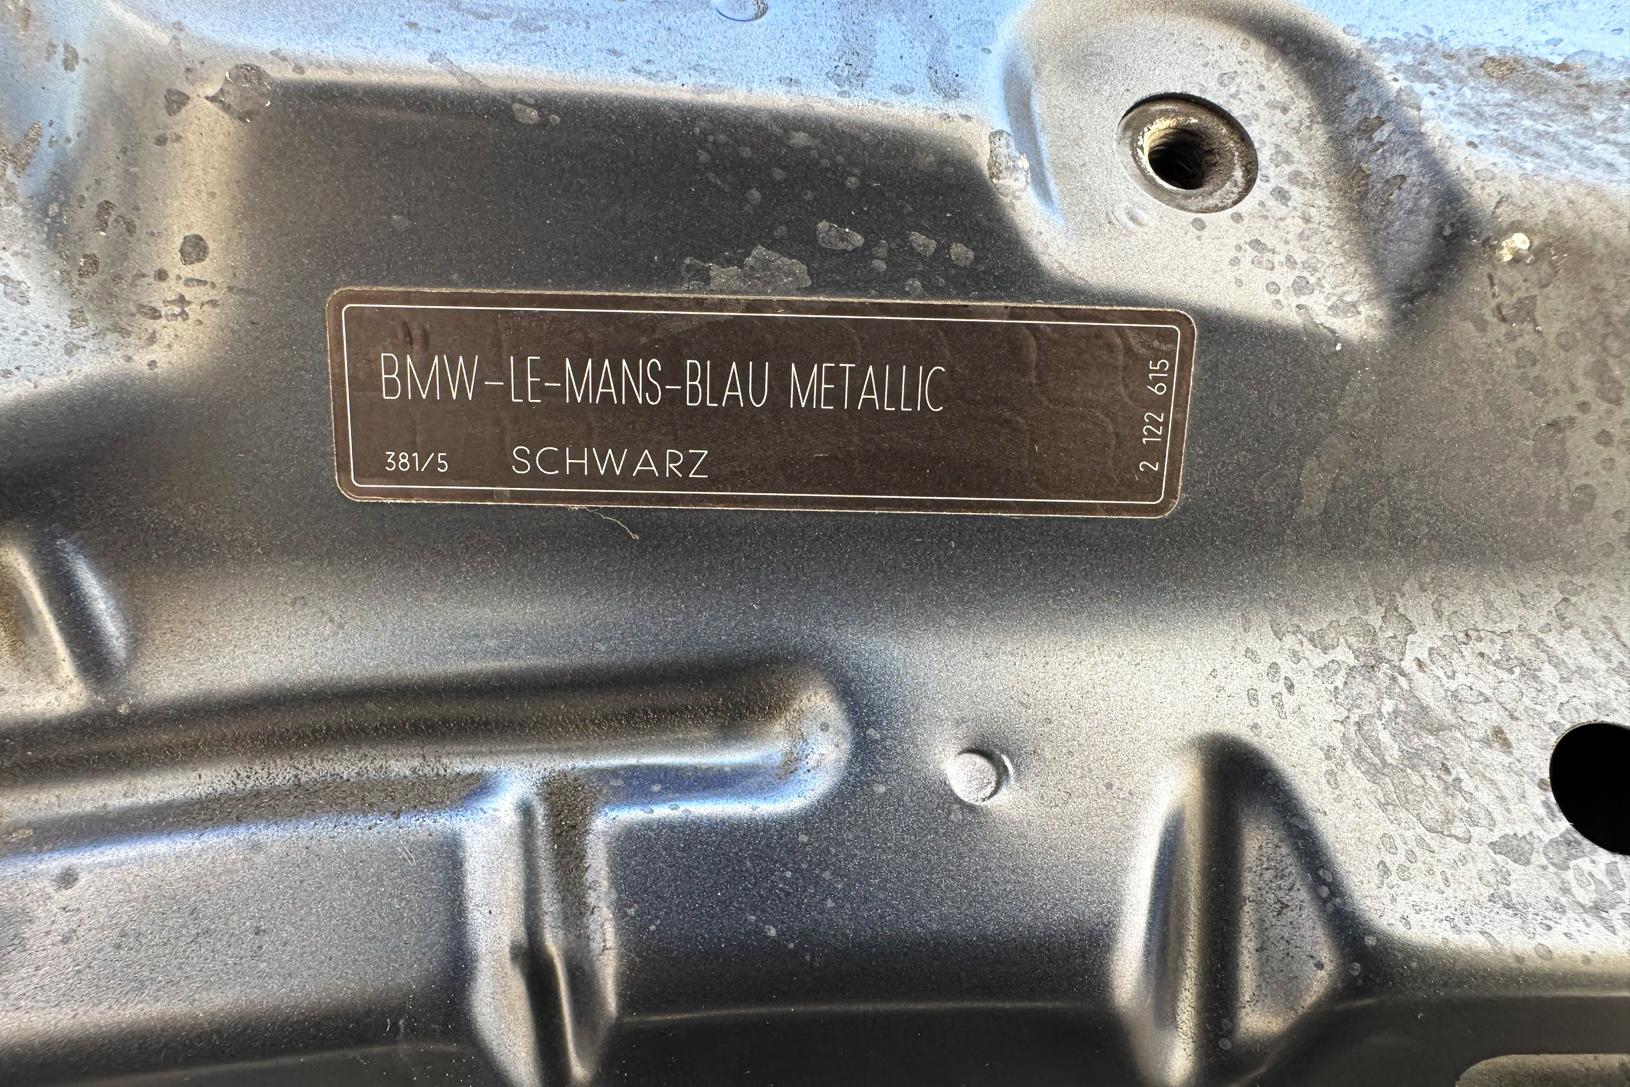 BMW-LE-MANS-BLAU METALLIC
381/5 SCHWARZ
2 122 615